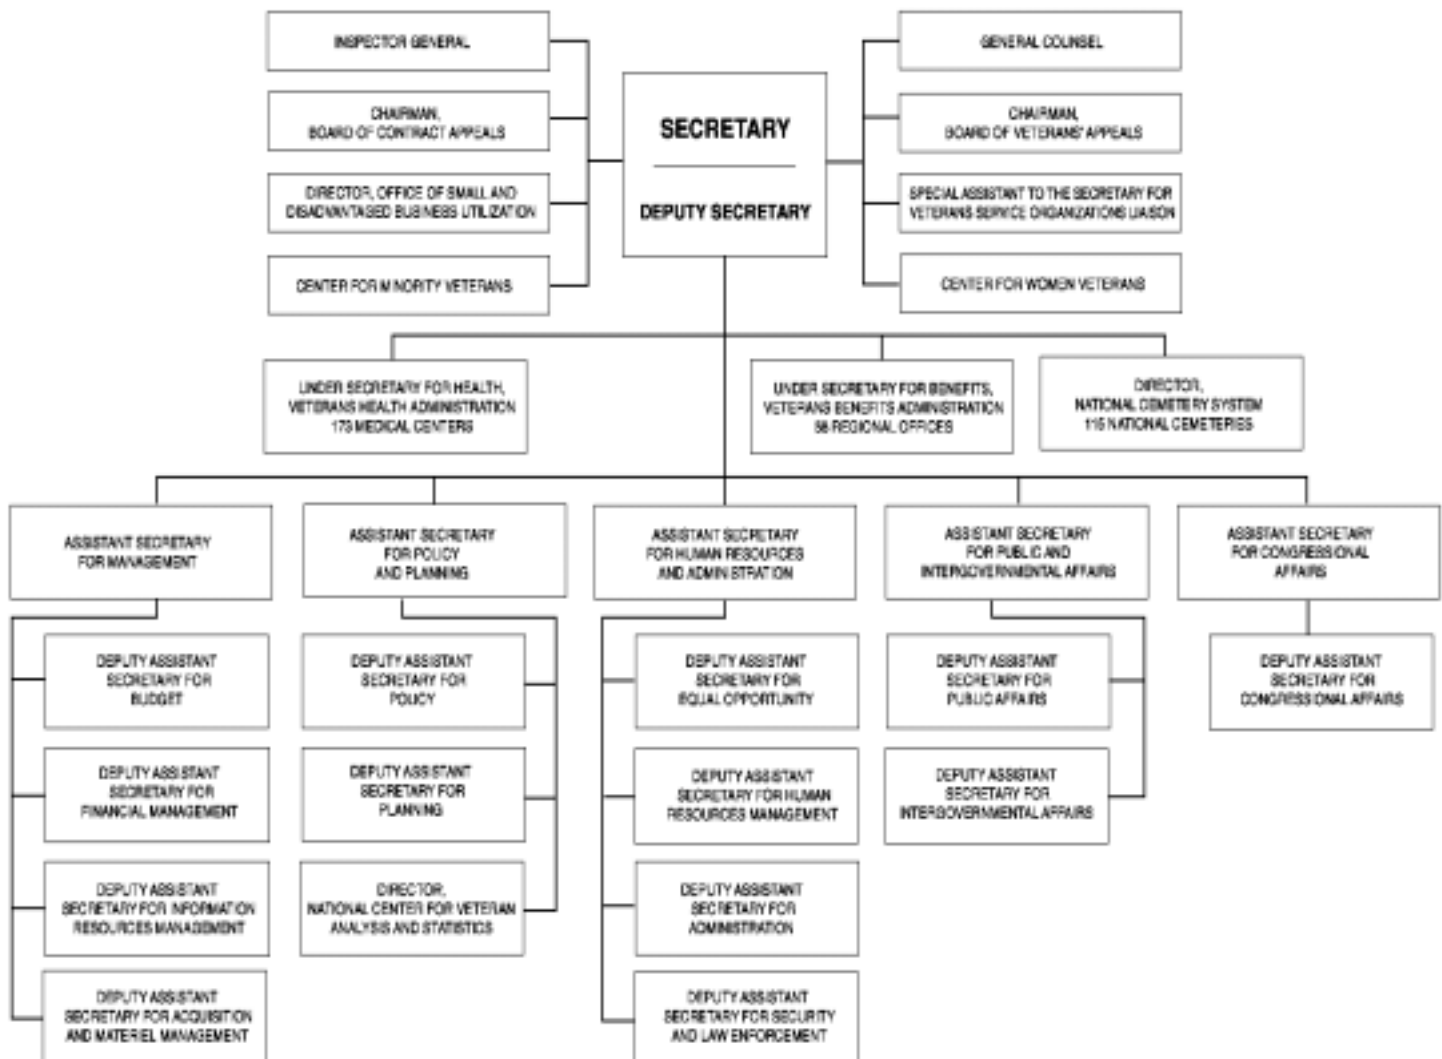 INSPECTOR GENERAL
GENERAL COUNSEL
CHAIRMAN,
BOARD OF CONTRACT APPEALS
SECRETARY
CHAIRMAN,
BOARD OF VETERANS' APPEALS
DIRECTOR, OFFICE OF SMALL AND
DISADVANTAGED BUSINESS UTILIZATION
DEPUTY SECRETARY
SPECIAL ASSISTANT TO THE SECRETARY FOR
VETERANS SERVICE ORGANIZATIONS LIAISON
CENTER FOR MINORITY VETERANS
CENTER FOR WOMEN VETERANS
UNDER SECRETARY FOR HEALTH,
VETERANS HEALTH ADMINISTRATION
173 MEDICAL CENTERS
UNDER SECRETARY FOR BENEFITS,
VETERANS BENEFITS ADMINISTRATION
58 REGIONAL OFFICES
DIRECTOR,
NATIONAL CEMETERY SYSTEM
115 NATIONAL CEMETERIES
ASSISTANT SECRETARY
FOR MANAGEMENT
ASSISTANT SECRETARY
FOR POLICY
AND PLANNING
ASSISTANT SECRETARY
FOR HUMAN RESOURCES
AND ADMINISTRATION
ASSISTANT SECRETARY
FOR PUBLIC AND
INTERGOVERNMENTAL AFFAIRS
ASSISTANT SECRETARY
FOR CONGRESSIONAL
AFFAIRS
DEPUTY ASSISTANT
SECRETARY FOR
BUDGET
DEPUTY ASSISTANT
SECRETARY FOR
POLICY
DEPUTY ASSISTANT
SECRETARY FOR
EQUAL OPPORTUNITY
DEPUTY ASSISTANT
SECRETARY FOR
PUBLIC AFFAIRS
DEPUTY ASSISTANT
SECRETARY FOR
CONGRESSIONAL AFFAIRS
DEPUTY ASSISTANT
SECRETARY FOR
FINANCIAL MANAGEMENT
DEPUTY ASSISTANT
SECRETARY FOR
PLANNING
DEPUTY ASSISTANT
SECRETARY FOR HUMAN
RESOURCES MANAGEMENT
DEPUTY ASSISTANT
SECRETARY FOR
INTERGOVERNMENTAL AFFAIRS
DEPUTY ASSISTANT
SECRETARY FOR INFORMATION
RESOURCES MANAGEMENT
DIRECTOR,
NATIONAL CENTER FOR VETERAN
ANALYSIS AND STATISTICS
DEPUTY ASSISTANT
SECRETARY FOR
ADMINISTRATION
DEPUTY ASSISTANT
SECRETARY FOR ACQUISITION
AND MATERIEL MANAGEMENT
DEPUTY ASSISTANT
SECRETARY FOR SECURITY
AND LAW ENFORCEMENT